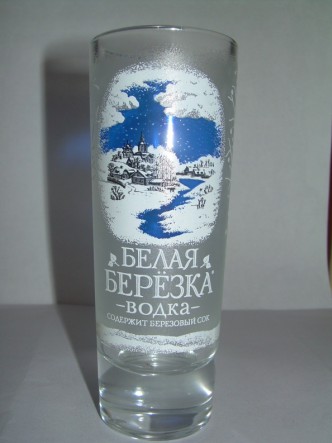 БЕЛАЯ
БЕРЁЗКА
–ВОДКА–
СОДЕРЖИТ БЕРЕЗОВЫЙ СОК